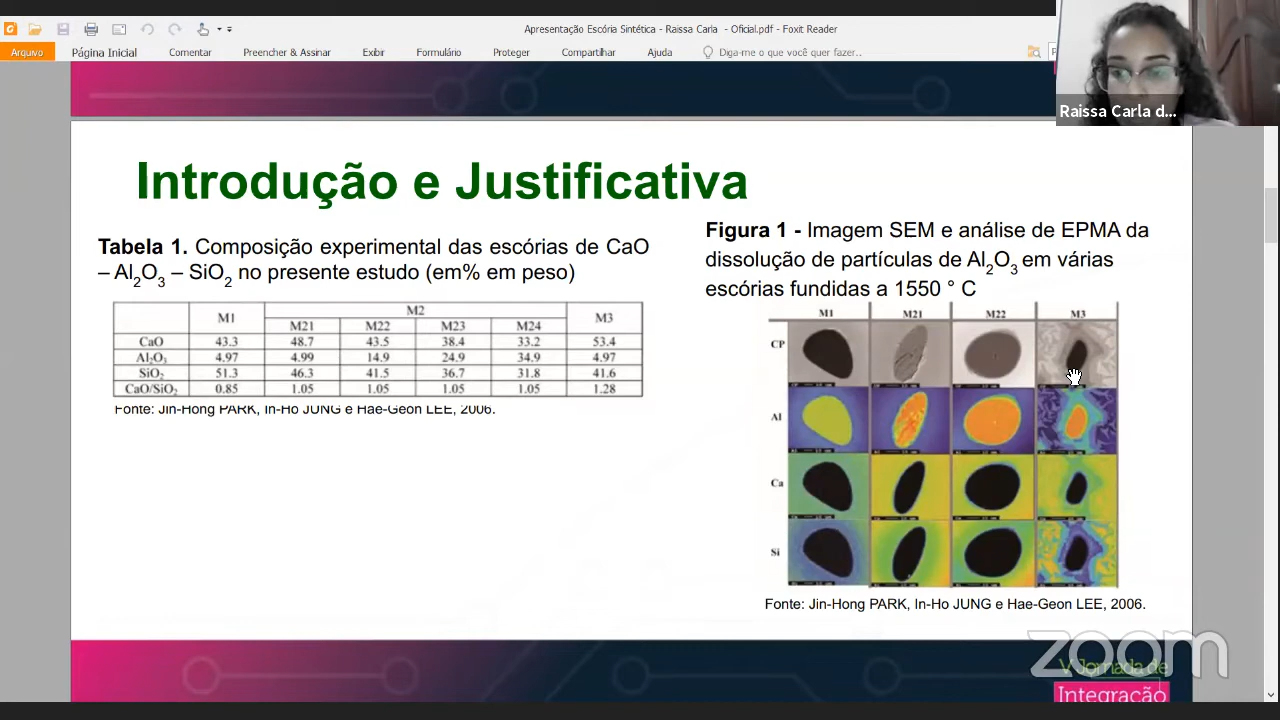 Apresentação Escória Sintética - Raissa Carla - Oficial.pdf - Foxit Reader
Arquivo Página Inicial Comentar Preencher & Assinar Exibir Formulário Proteger Compartilhar Ajuda Diga-me o que você quer fazer..
Raissa Carla d...
Introdução e Justificativa
Tabela 1. Composição experimental das escórias de CaO
– Al2O3 – SiO2 no presente estudo (em% em peso)
M1 M2 M3
M21 M22 M23 M24
CaO 43.3 48.7 43.5 38.4 33.2 53.4
Al2O3 4.97 4.99 14.9 24.9 34.9 4.97
SiO2 51.3 46.3 41.5 36.7 31.8 41.6
CaO/SiO2 0.85 1.05 1.05 1.05 1.05 1.28
Fonte: Jin-Hong PARK, In-Ho JUNG e Hae-Geon LEE, 2006.
Figura 1 - Imagem SEM e análise de EPMA da
dissolução de partículas de Al2O3 em várias
escórias fundidas a 1550 ° C
M1 M21 M22 M3
CP
Al
Ca
Si
Fonte: Jin-Hong PARK, In-Ho JUNG e Hae-Geon LEE, 2006.
zoom
V Jornada de
Integração